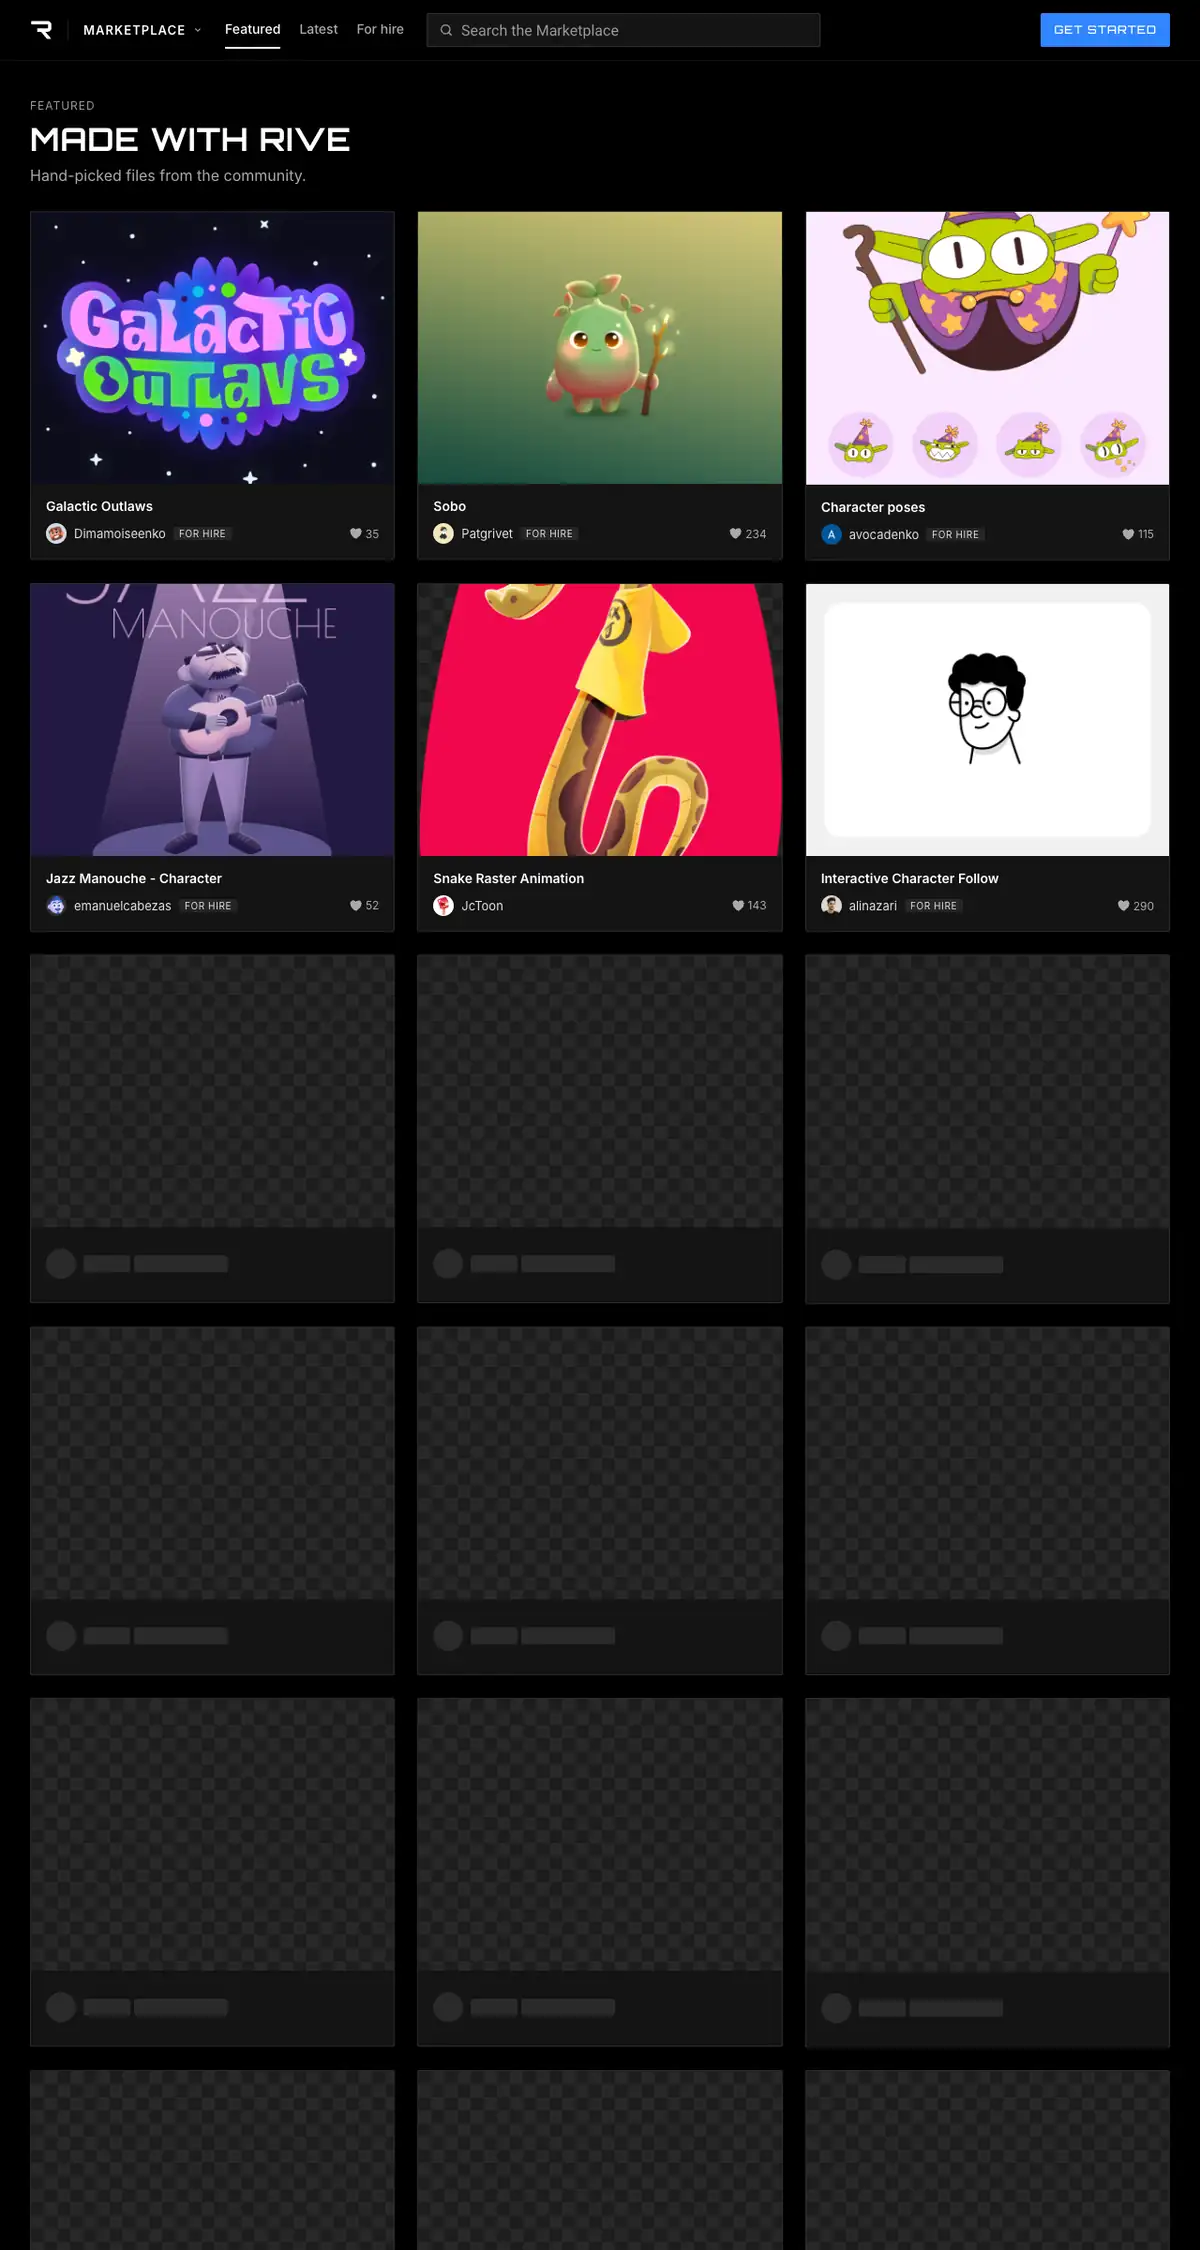 MARKETPLACE
Featured
Latest
For hire
Search the Marketplace
GET STARTED
FEATURED
MADE WITH RIVE
Hand-picked files from the community.
GaLacTiC
OuTLaVS
Galactic Outlaws
Dimamoiseenko FOR HIRE 35
Sobo
Patgrivet FOR HIRE 234
Character poses
A avocadenko FOR HIRE 115
JAZZ
MANOUCHE
Jazz Manouche - Character
emanuelcabezas FOR HIRE 52
Snake Raster Animation
JcToon 143
Interactive Character Follow
alinazari FOR HIRE 290